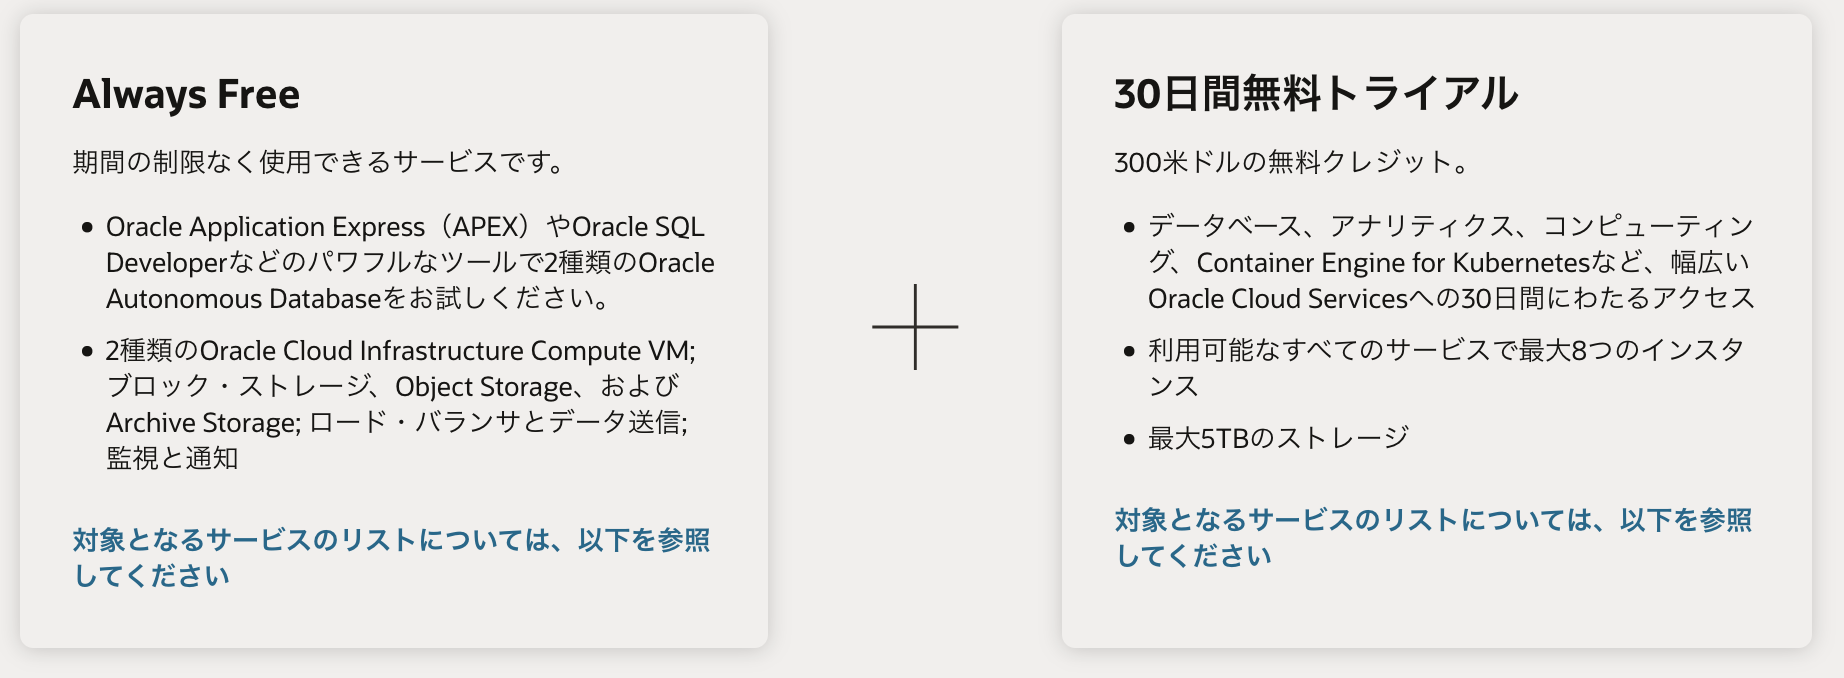 Always Free
期間の制限なく使用できるサービスです。
• Oracle Application Express（APEX）やOracle SQL
Developerなどのパワフルなツールで2種類のOracle
Autonomous Databaseをお試しください。
• 2種類のOracle Cloud Infrastructure Compute VM;
ブロック・ストレージ、Object Storage、および
Archive Storage; ロード・バランサとデータ送信;
監視と通知
対象となるサービスのリストについては、以下を参照
してください
30日間無料トライアル
300米ドルの無料クレジット。
• データベース、アナリティクス、コンピューティン
グ、Container Engine for Kubernetesなど、幅広い
Oracle Cloud Servicesへの30日間にわたるアクセス
• 利用可能なすべてのサービスで最大8つのインスタ
ンス
• 最大5TBのストレージ
対象となるサービスのリストについては、以下を参照
してください